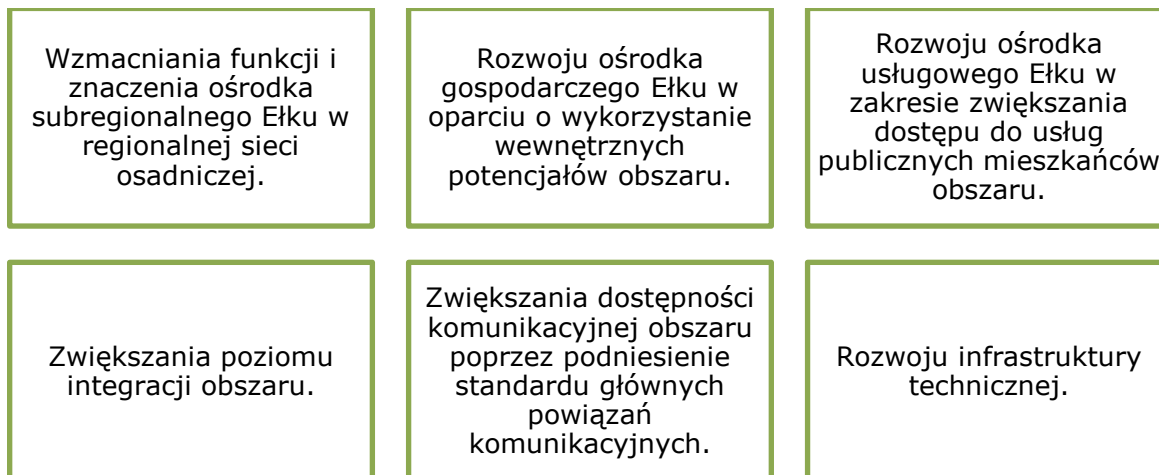 Wzmacniania funkcji i
znaczenia ośrodka
subregionalnego Ełku w
regionalnej sieci
osadniczej.
Rozwoju ośrodka
gospodarczego Ełku w
oparciu o wykorzystanie
wewnętrznych
potencjałów obszaru.
Rozwoju ośrodka
usługowego Ełku w
zakresie zwiększania
dostępu do usług
publicznych mieszkańców
obszaru.
Zwiększania poziomu
integracji obszaru.
Zwiększania dostępności
komunikacyjnej obszaru
poprzez podniesienie
standardu głównych
powiązań
komunikacyjnych.
Rozwoju infrastruktury
technicznej.